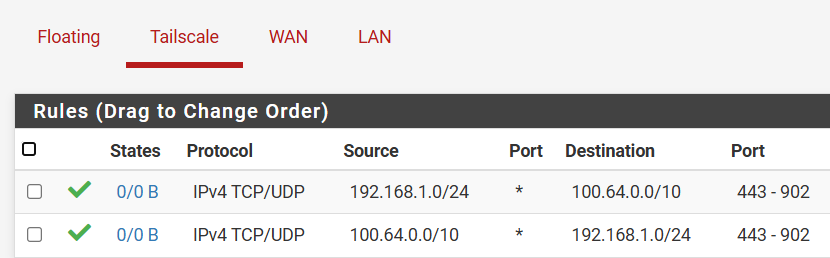 Floating Tailscale WAN LAN
Rules (Drag to Change Order)
States Protocol Source Port Destination Port
0/0 B IPv4 TCP/UDP 192.168.1.0/24 * 100.64.0.0/10 443 - 902
0/0 B IPv4 TCP/UDP 100.64.0.0/10 * 192.168.1.0/24 443 - 902